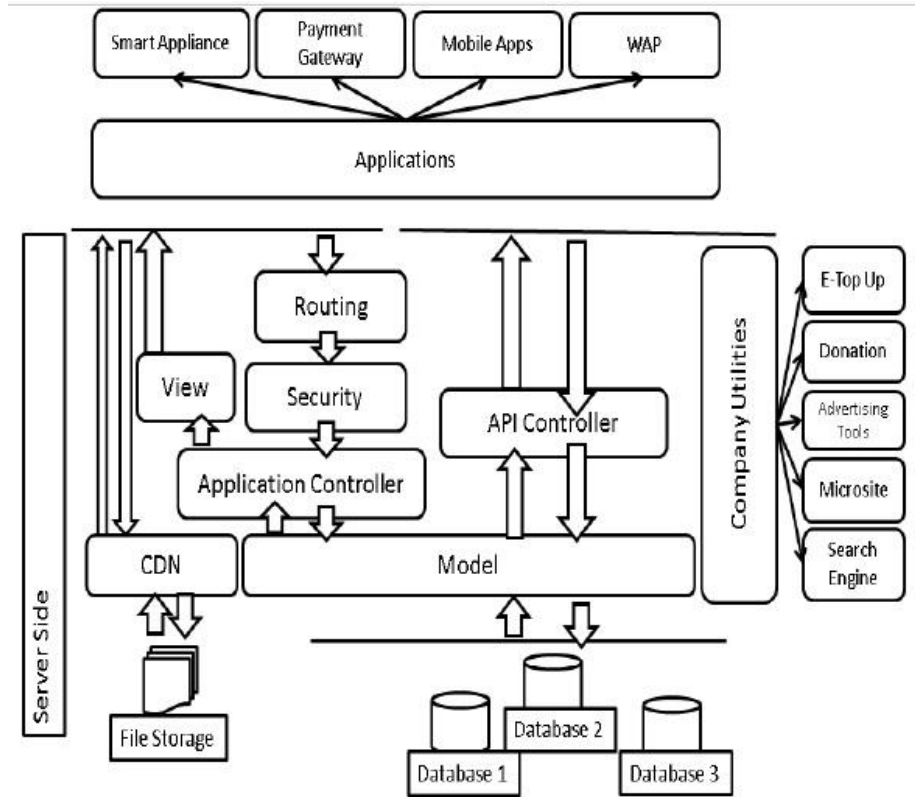 Smart Appliance
Payment
Gateway
Mobile Apps
WAP
Applications
Server Side
Routing
View
Security
Application Controller
API Controller
CDN
Model
Company Utilities
E-Top Up
Donation
Advertising
Tools
Microsite
Search
Engine
File Storage
Database 1
Database 2
Database 3